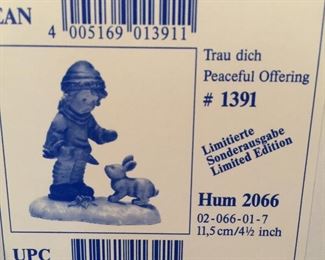 EAN
4 005169 013911
Trau dich
Peaceful Offering
# 1391
Limitierte
Sonderausgabe
Limited Edition
Hum 2066
02-066-01-7
11,5 cm/4½ inch
UPC